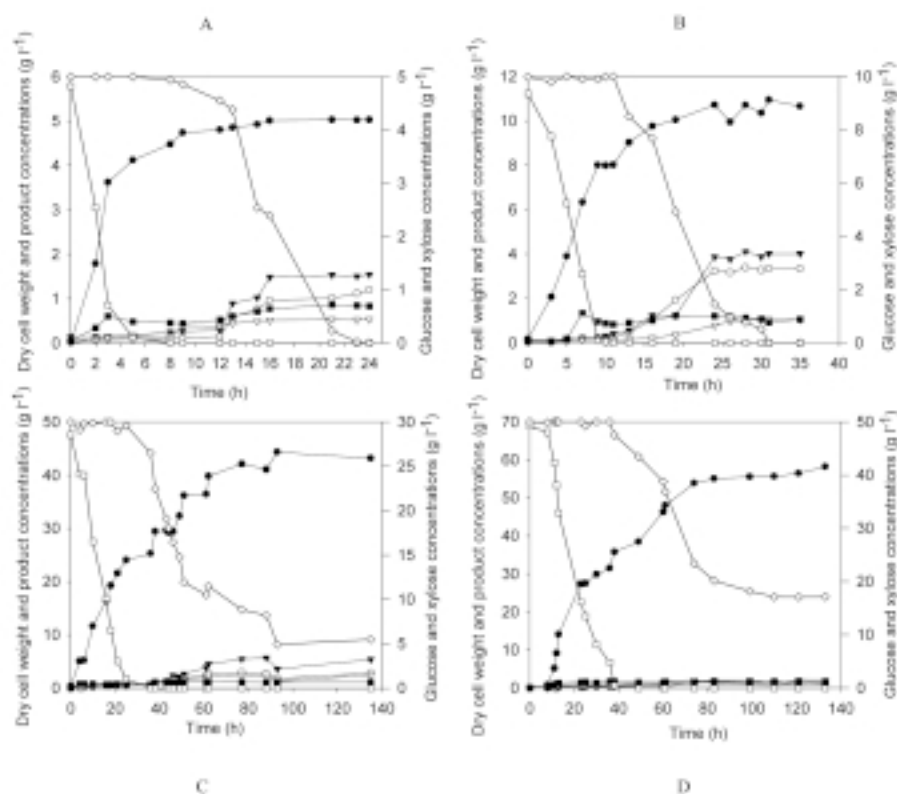 A
B
Dry cell weight and product concentrations (g l⁻¹)
6
5
4
3
2
1
0
5
4
3
2
1
0
Glucose and xylose concentrations (g l⁻¹)
0 2 4 6 8 10 12 14 16 18 20 22 24
Time (h)
Dry cell weight and product concentrations (g l⁻¹)
12
10
8
6
4
2
0
10
8
6
4
2
0
Glucose and xylose concentrations (g l⁻¹)
0 5 10 15 20 25 30 35
Time (h)
Dry cell weight and product concentrations (g l⁻¹)
50
40
30
20
10
0
30
25
20
15
10
5
0
Glucose and xylose concentrations (g l⁻¹)
0 20 40 60 80 100 120 140
Time (h)
Dry cell weight and product concentrations (g l⁻¹)
70
60
50
40
30
20
10
0
50
40
30
20
10
0
Glucose and xylose concentrations (g l⁻¹)
0 20 40 60 80 100 120 140
Time (h)
C
D